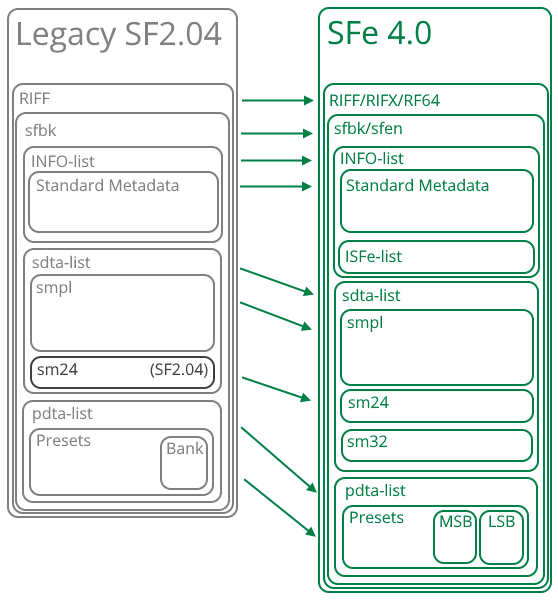 Legacy SF2.04
RIFF
sfbk
INFO-list
Standard Metadata
sdta-list
smpl
sm24 (SF2.04)
pdta-list
Presets
Bank
SFe 4.0
RIFF/RIFX/RF64
sfbk/sfen
INFO-list
Standard Metadata
ISFe-list
sdta-list
smpl
sm24
sm32
pdta-list
Presets
MSB
LSB